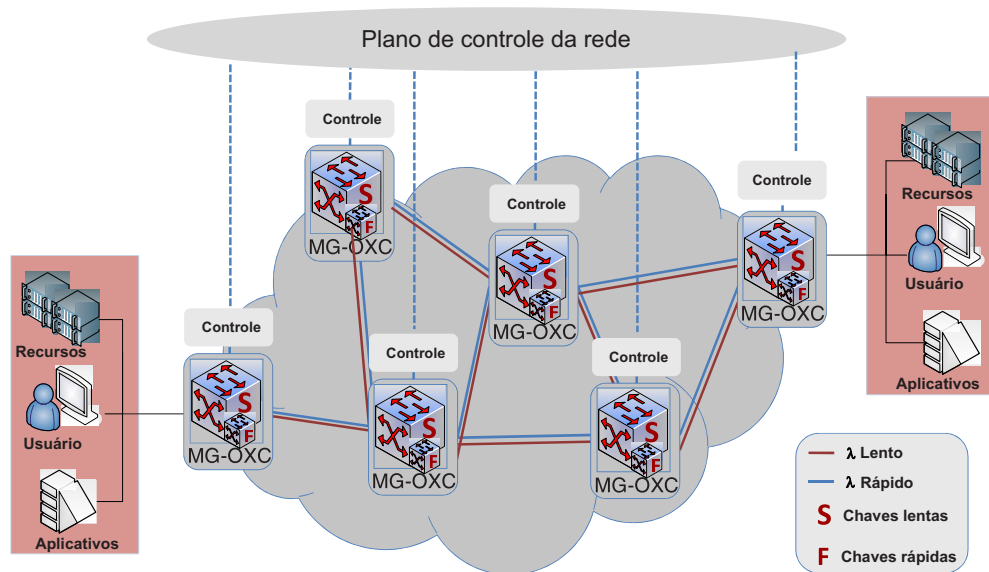 Plano de controle da rede
Controle
MG-OXC
S
F
Controle
MG-OXC
S
F
Controle
MG-OXC
S
F
Controle
MG-OXC
S
F
Controle
MG-OXC
S
F
Controle
MG-OXC
S
F
Recursos
Usuário
Aplicativos
Recursos
Usuário
Aplicativos
λ Lento
λ Rápido
S Chaves lentas
F Chaves rápidas